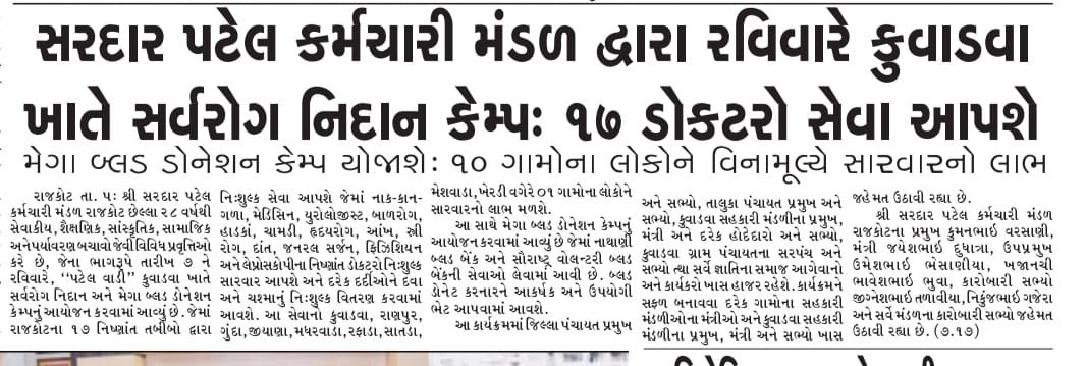 સરદાર પટેલ કર્મચારી મંડળ દ્વારા રવિવારે કુવાડવા
ખાતે સર્વરોગ નિદાન કેમ્પઃ ૧૭ ડોકટરો સેવા આપશે
મેગા બ્લડ ડોનેશન કેમ્પ યોજાશેઃ ૧૦ ગામોના લોકોને વિનામૂલ્યે સારવારનો લાભ
રાજકોટ તા. ૫ઃ શ્રી સરદાર પટેલ
કર્મચારી મંડળ રાજકોટ છેલ્લા ૨૮ વર્ષથી
સેવાકીય, શૈક્ષણિક, સાંસ્કૃતિક, સામાજિક
અને પર્યાવરણ બચાવો જેવી વિવિધ પ્રવૃત્તિઓ
કરે છે, જેના ભાગરૂપે તારીખ ૭ ને
રવિવારે, "પટેલ વાડી" કુવાડવા ખાતે
સર્વરોગ નિદાન અને મેગા બ્લડ ડોનેશન
કેમ્પનું આયોજન કરવામાં આવ્યું છે. જેમાં
રાજકોટના ૧૭ નિષ્ણાંત તબીબો દ્વારા
નિઃશુલ્ક સેવા આપશે જેમાં નાક-કાન-
ગળા, મેડિસિન, યુરોલોજીસ્ટ, બાળરોગ,
હાડકાં, ચામડી, હૃદયરોગ, આંખ, સ્ત્રી
રોગ, દાંત, જનરલ સર્જન, ફિઝિશિયન
અને લેપ્રોસ્કોપીના નિષ્ણાંત ડોકટરો નિઃશુલ્ક
સારવાર આપશે અને દરેક દર્દીઓને દવા
અને ચશ્માનું નિઃશુલ્ક વિતરણ કરવામાં
આવશે. આ સેવાનો કુવાડવા, રાણપુર,
ગુંદા, જીયાણા, મઘરવાડા, રફાડા, સાતડા,
મેશવાડા, ખેરડી વગેરે ૦૧ ગામોના લોકોને
સારવારનો લાભ મળશે.
આ સાથે મેગા બ્લડ ડોનેશન કેમ્પનું
આયોજન કરવામાં આવ્યું છે જેમાં નાથાણી
બ્લડ બેંક અને સૌરાષ્ટ્ર વોલન્ટરી બ્લડ
બેંકની સેવાઓ લેવામાં આવી છે. બ્લડ
ડોનેટ કરનારને આકર્ષક અને ઉપયોગી
ભેટ આપવામાં આવશે.
આ કાર્યક્રમમાં જિલ્લા પંચાયત પ્રમુખ
અને સભ્યો, તાલુકા પંચાયત પ્રમુખ અને
સભ્યો, કુવાડવા સહકારી મંડળીના પ્રમુખ,
મંત્રી અને દરેક હોદેદારો અને સભ્યો,
કુવાડવા ગ્રામ પંચાયતના સરપંચ અને
સભ્યો તથા સર્વે જ્ઞાતિના સમાજ આગેવાનો
અને કાર્યકરો ખાસ હાજર રહેશે. કાર્યક્રમને
સફળ બનાવવા દરેક ગામોના સહકારી
મંડળીઓના મંત્રીઓ અને કુવાડવા સહકારી
મંડળીના પ્રમુખ, મંત્રી અને સભ્યો ખાસ
જહેમત ઉઠાવી રહ્યા છે.
શ્રી સરદાર પટેલ કર્મચારી મંડળ
રાજકોટના પ્રમુખ કુમનભાઈ વરસાણી,
મંત્રી જયેશભાઈ દુધાત્રા, ઉપપ્રમુખ
ઉમેશભાઈ ભેસાણીયા, ખજાનચી
ભાવેશભાઈ ભુવા, કારોબારી સભ્યો
જીગ્નેશભાઈ તળાવીયા, નિકુંજભાઈ ગજેરા
અને સર્વે મંડળના કારોબારી સભ્યો જહેમત
ઉઠાવી રહ્યા છે. (૭.૧૭)